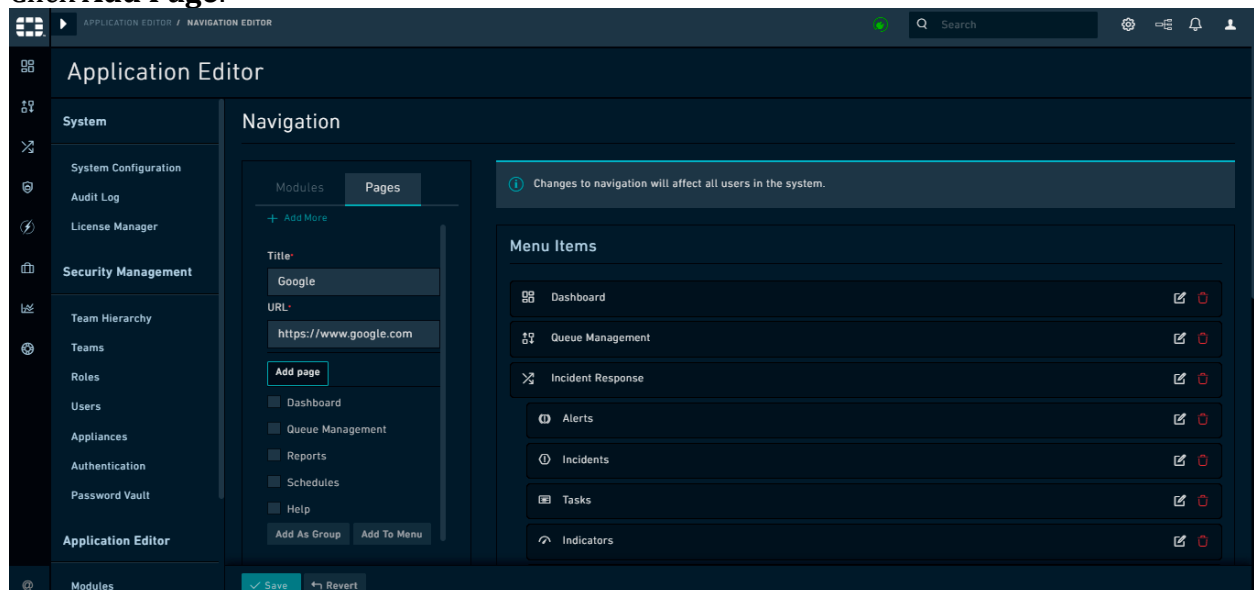 Click Add Page.
APPLICATION EDITOR / NAVIGATION EDITOR
Search
Application Editor
System
System Configuration
Audit Log
License Manager
Security Management
Team Hierarchy
Teams
Roles
Users
Appliances
Authentication
Password Vault
Application Editor
Modules
Navigation
Modules Pages
+ Add More
Title*
Google
URL*
https://www.google.com
Add page
Dashboard
Queue Management
Reports
Schedules
Help
Add As Group Add To Menu
Changes to navigation will affect all users in the system.
Menu Items
Dashboard
Queue Management
Incident Response
Alerts
Incidents
Tasks
Indicators
Save Revert
@